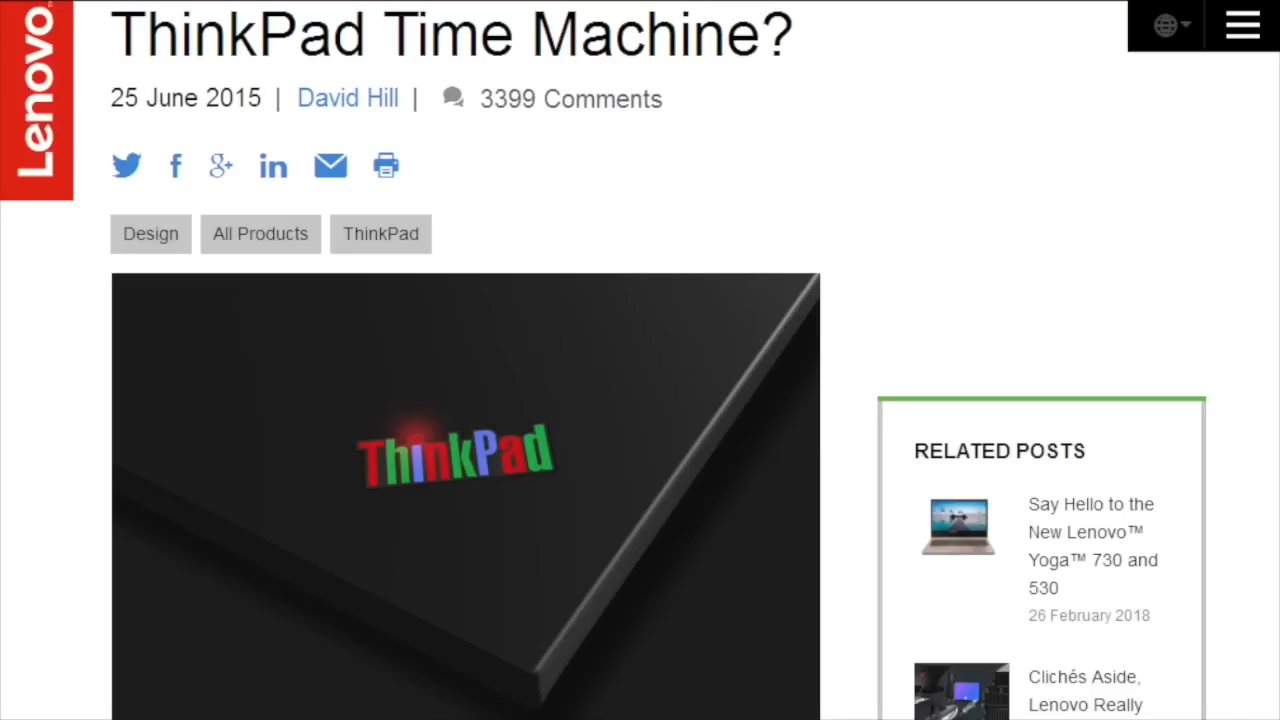 Lenovo™
ThinkPad Time Machine?
25 June 2015 | David Hill | 3399 Comments
Design
All Products
ThinkPad
ThinkPad
RELATED POSTS
Say Hello to the
New Lenovo™
Yoga™ 730 and
530
26 February 2018
Clichés Aside,
Lenovo Really